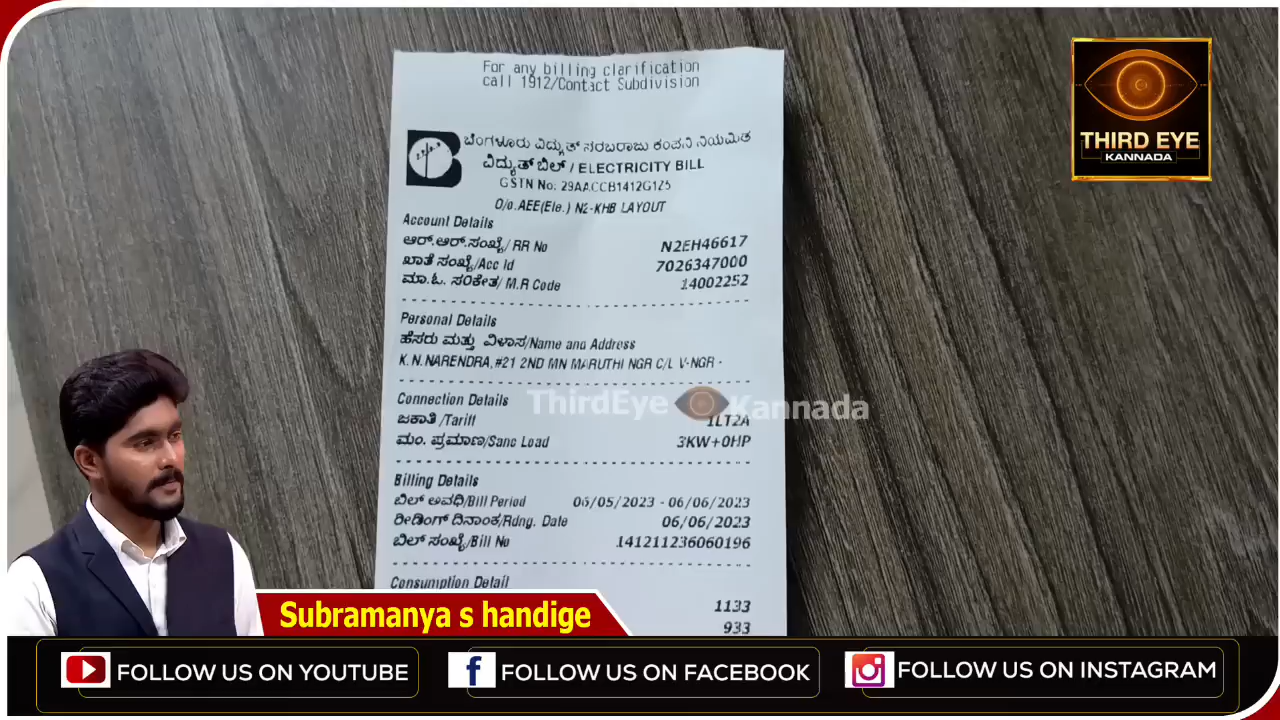 For any billing clarification
call 1912/Contact Subdivision
ಬೆಂಗಳೂರು ವಿದ್ಯುತ್ ಸರಬರಾಜು ಕಂಪನಿ ನಿಯಮಿತ
ವಿದ್ಯುತ್ ಬಿಲ್ / ELECTRICITY BILL
GSTN No: 29AACCB1412G1Z5
O/o.AEE(Ele.) N2-KHB LAYOUT
Account Details
ಆರ್.ಆರ್.ಸಂಖ್ಯೆ/ RR No N2EH46617
ಖಾತೆ ಸಂಖ್ಯೆ/Acc Id 7026347000
ಮಾ.ಓ. ಸಂಕೇತ/ M.R Code 14002252
Personal Details
ಹೆಸರು ಮತ್ತು ವಿಳಾಸ/Name and Address
K.N.NARENDRA,#21 2ND MN MARUTHI NGR C/L V-NGR -
Connection Details
ಜಕಾತಿ /Tariff 1LT2A
ಮಂ. ಪ್ರಮಾಣ/Sanc Load 3KW+0HP
Billing Details
ಬಿಲ್ ಅವಧಿ/Bill Period 06/05/2023 - 06/06/2023
ರೀಡಿಂಗ್ ದಿನಾಂಕ/Rdng. Date 06/06/2023
ಬಿಲ್ ಸಂಖ್ಯೆ/Bill No 141211236060196
Consumption Detail
1133
933
ThirdEye Kannada
THIRD EYE
KANNADA
Subramanya s handige
FOLLOW US ON YOUTUBE
FOLLOW US ON FACEBOOK
FOLLOW US ON INSTAGRAM